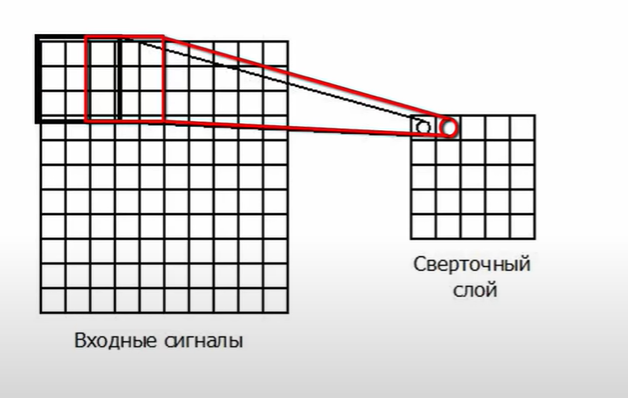 Сверточный
слой
Входные сигналы